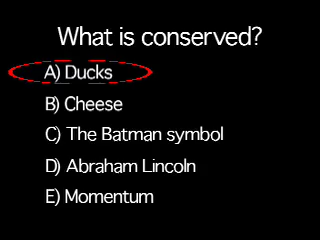 What is conserved?
A) Ducks
B) Cheese
C) The Batman symbol
D) Abraham Lincoln
E) Momentum